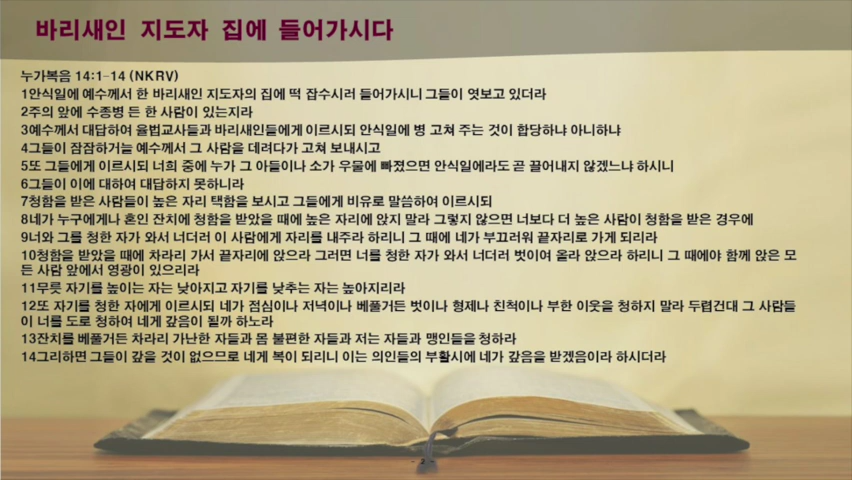 바리새인 지도자 집에 들어가시다
누가복음 14:1-14 (NKRV)
1안식일에 예수께서 한 바리새인 지도자의 집에 떡 잡수시러 들어가시니 그들이 엿보고 있더라
2주의 앞에 수종병 든 한 사람이 있는지라
3예수께서 대답하여 율법교사들과 바리새인들에게 이르시되 안식일에 병 고쳐 주는 것이 합당하냐 아니하냐
4그들이 잠잠하거늘 예수께서 그 사람을 데려다가 고쳐 보내시고
5또 그들에게 이르시되 너희 중에 누가 그 아들이나 소가 우물에 빠졌으면 안식일에라도 곧 끌어내지 않겠느냐 하시니
6그들이 이에 대하여 대답하지 못하니라
7청함을 받은 사람들이 높은 자리 택함을 보시고 그들에게 비유로 말씀하여 이르시되
8네가 누구에게나 혼인 잔치에 청함을 받았을 때에 높은 자리에 앉지 말라 그렇지 않으면 너보다 더 높은 사람이 청함을 받은 경우에
9너와 그를 청한 자가 와서 너더러 이 사람에게 자리를 내주라 하리니 그 때에 네가 부끄러워 끝자리로 가게 되리라
10청함을 받았을 때에 차라리 가서 끝자리에 앉으라 그러면 너를 청한 자가 와서 너더러 벗이여 올라 앉으라 하리니 그 때에야 함께 앉은 모
든 사람 앞에서 영광이 있으리라
11무릇 자기를 높이는 자는 낮아지고 자기를 낮추는 자는 높아지리라
12또 자기를 청한 자에게 이르시되 네가 점심이나 저녁이나 베풀거든 벗이나 형제나 친척이나 부한 이웃을 청하지 말라 두렵건대 그 사람들
이 너를 도로 청하여 네게 갚음이 될까 하노라
13잔치를 베풀거든 차라리 가난한 자들과 몸 불편한 자들과 저는 자들과 맹인들을 청하라
14그리하면 그들이 갚을 것이 없으므로 네게 복이 되리니 이는 의인들의 부활시에 네가 갚음을 받겠음이라 하시더라